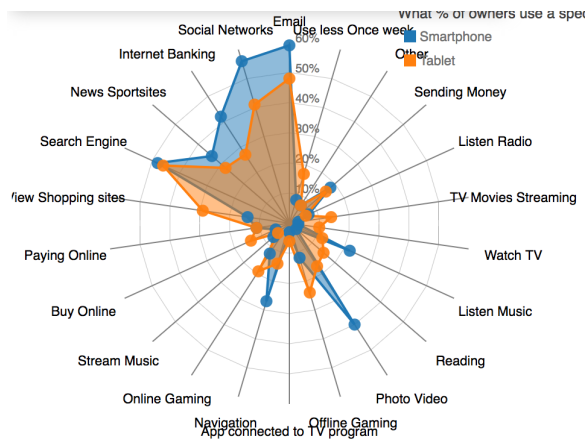 What % of owners use a spec
Smartphone
Tablet
Email
Social Networks
Use less Once week
Internet Banking
Other
News Sportsites
Sending Money
Search Engine
Listen Radio
View Shopping sites
TV Movies Streaming
Paying Online
Watch TV
Buy Online
Listen Music
Stream Music
Reading
Online Gaming
Photo Video
Navigation
Offline Gaming
App connected to TV program
60%
50%
40%
30%
20%
10%